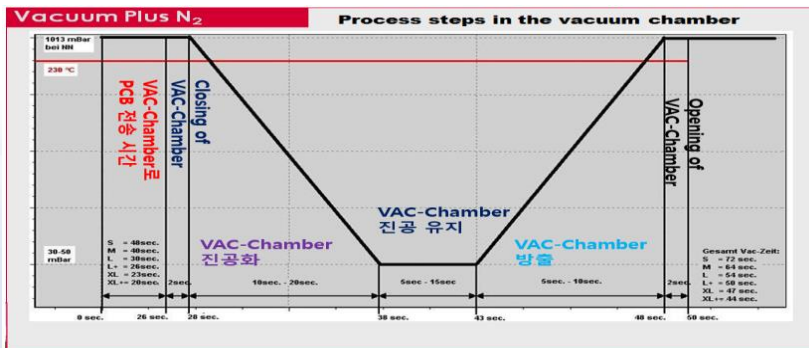 Vacuum Plus N₂
Process steps in the vacuum chamber
1013 mBar
bei NN
230 °C
VAC-Chamber로
PCB 전송 시간
Closing of
VAC-Chamber
Opening of
VAC-Chamber
VAC-Chamber
진공 유지
VAC-Chamber
진공화
VAC-Chamber
방출
30-50
mBar
S = 48sec.
M = 40sec.
L = 30sec.
L+ = 26sec.
XL = 23sec.
XL+= 20sec.
Gesamt Vac-Zeit:
S = 72 sec.
M = 64 sec.
L = 54 sec.
L+ = 50 sec.
XL = 47 sec.
XL+= 44 sec.
2sec.
10sec. - 20sec.
5sec - 15sec
5sec. - 10sec.
2sec.
0 sec.
26 sec.
28 sec.
38 sec.
43 sec.
48 sec.
50 sec.